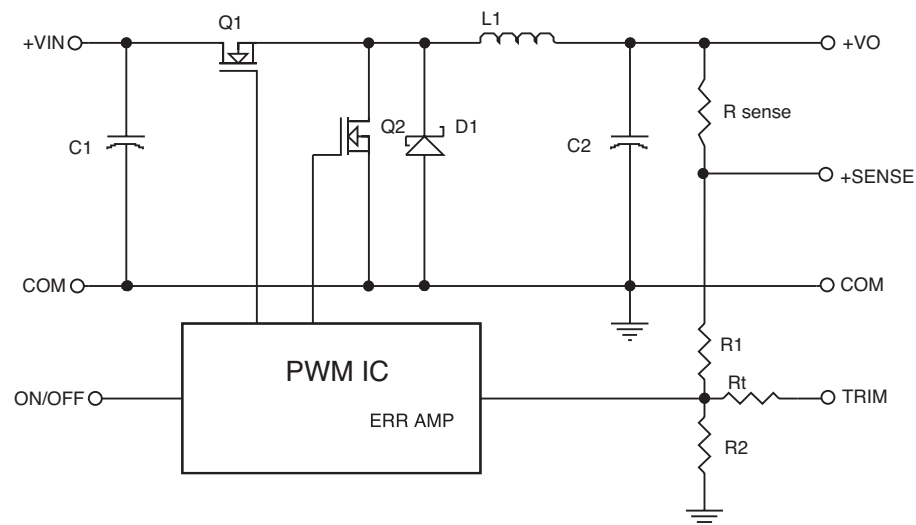 Q1
L1
+VIN
+VO
R sense
Q2
D1
C1
C2
+SENSE
COM
COM
R1
PWM IC
Rt
ON/OFF
TRIM
ERR AMP
R2